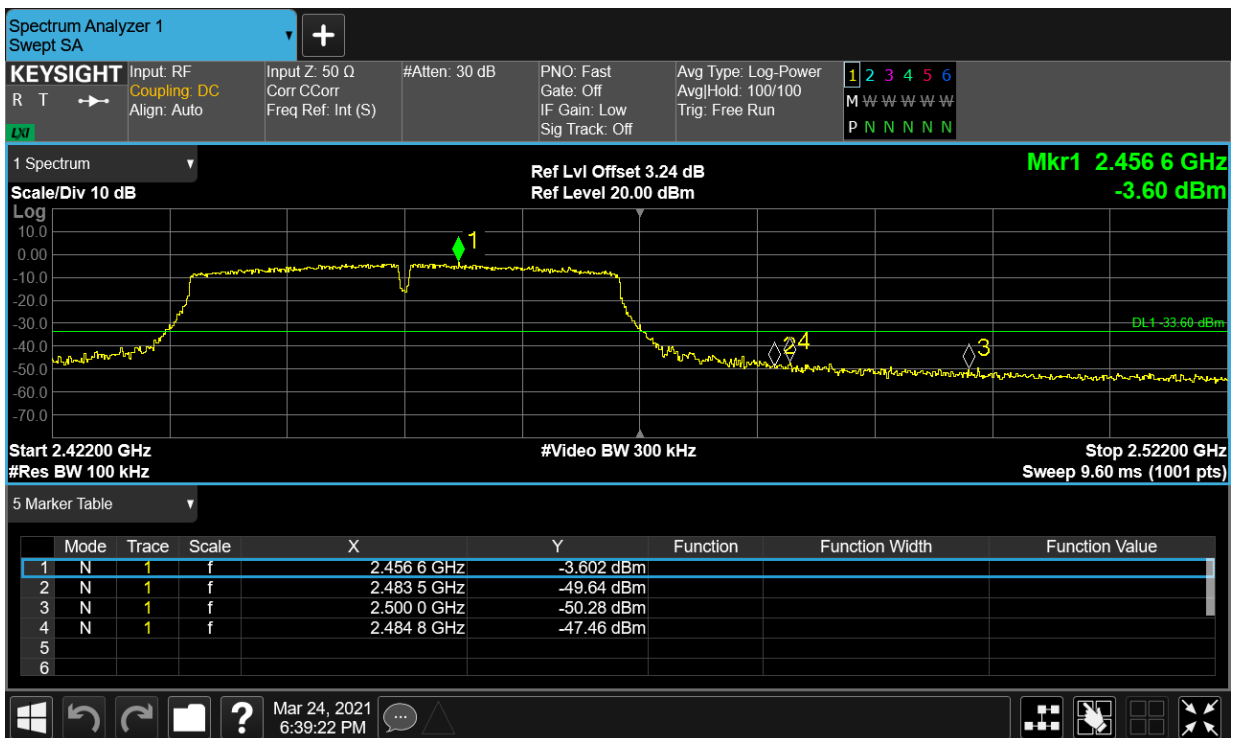 Spectrum Analyzer 1
Swept SA
+
KEYSIGHT
R T
LXI
Input: RF
Coupling: DC
Align: Auto
Input Z: 50 Ω
Corr CCorr
Freq Ref: Int (S)
#Atten: 30 dB
PNO: Fast
Gate: Off
IF Gain: Low
Sig Track: Off
Avg Type: Log-Power
Avg|Hold: 100/100
Trig: Free Run
1 2 3 4 5 6
M W W W W W
P N N N N N
1 Spectrum
Scale/Div 10 dB
Ref Lvl Offset 3.24 dB
Ref Level 20.00 dBm
Mkr1 2.456 6 GHz
-3.60 dBm
Log
10.0
0.00
-10.0
-20.0
-30.0
-40.0
-50.0
-60.0
-70.0
1
2
4
3
DL1 -33.60 dBm
Start 2.42200 GHz
#Res BW 100 kHz
#Video BW 300 kHz
Stop 2.52200 GHz
Sweep 9.60 ms (1001 pts)
5 Marker Table
Mode Trace Scale X Y Function Function Width Function Value
1 N 1 f 2.456 6 GHz -3.602 dBm
2 N 1 f 2.483 5 GHz -49.64 dBm
3 N 1 f 2.500 0 GHz -50.28 dBm
4 N 1 f 2.484 8 GHz -47.46 dBm
5
6
?
Mar 24, 2021
6:39:22 PM